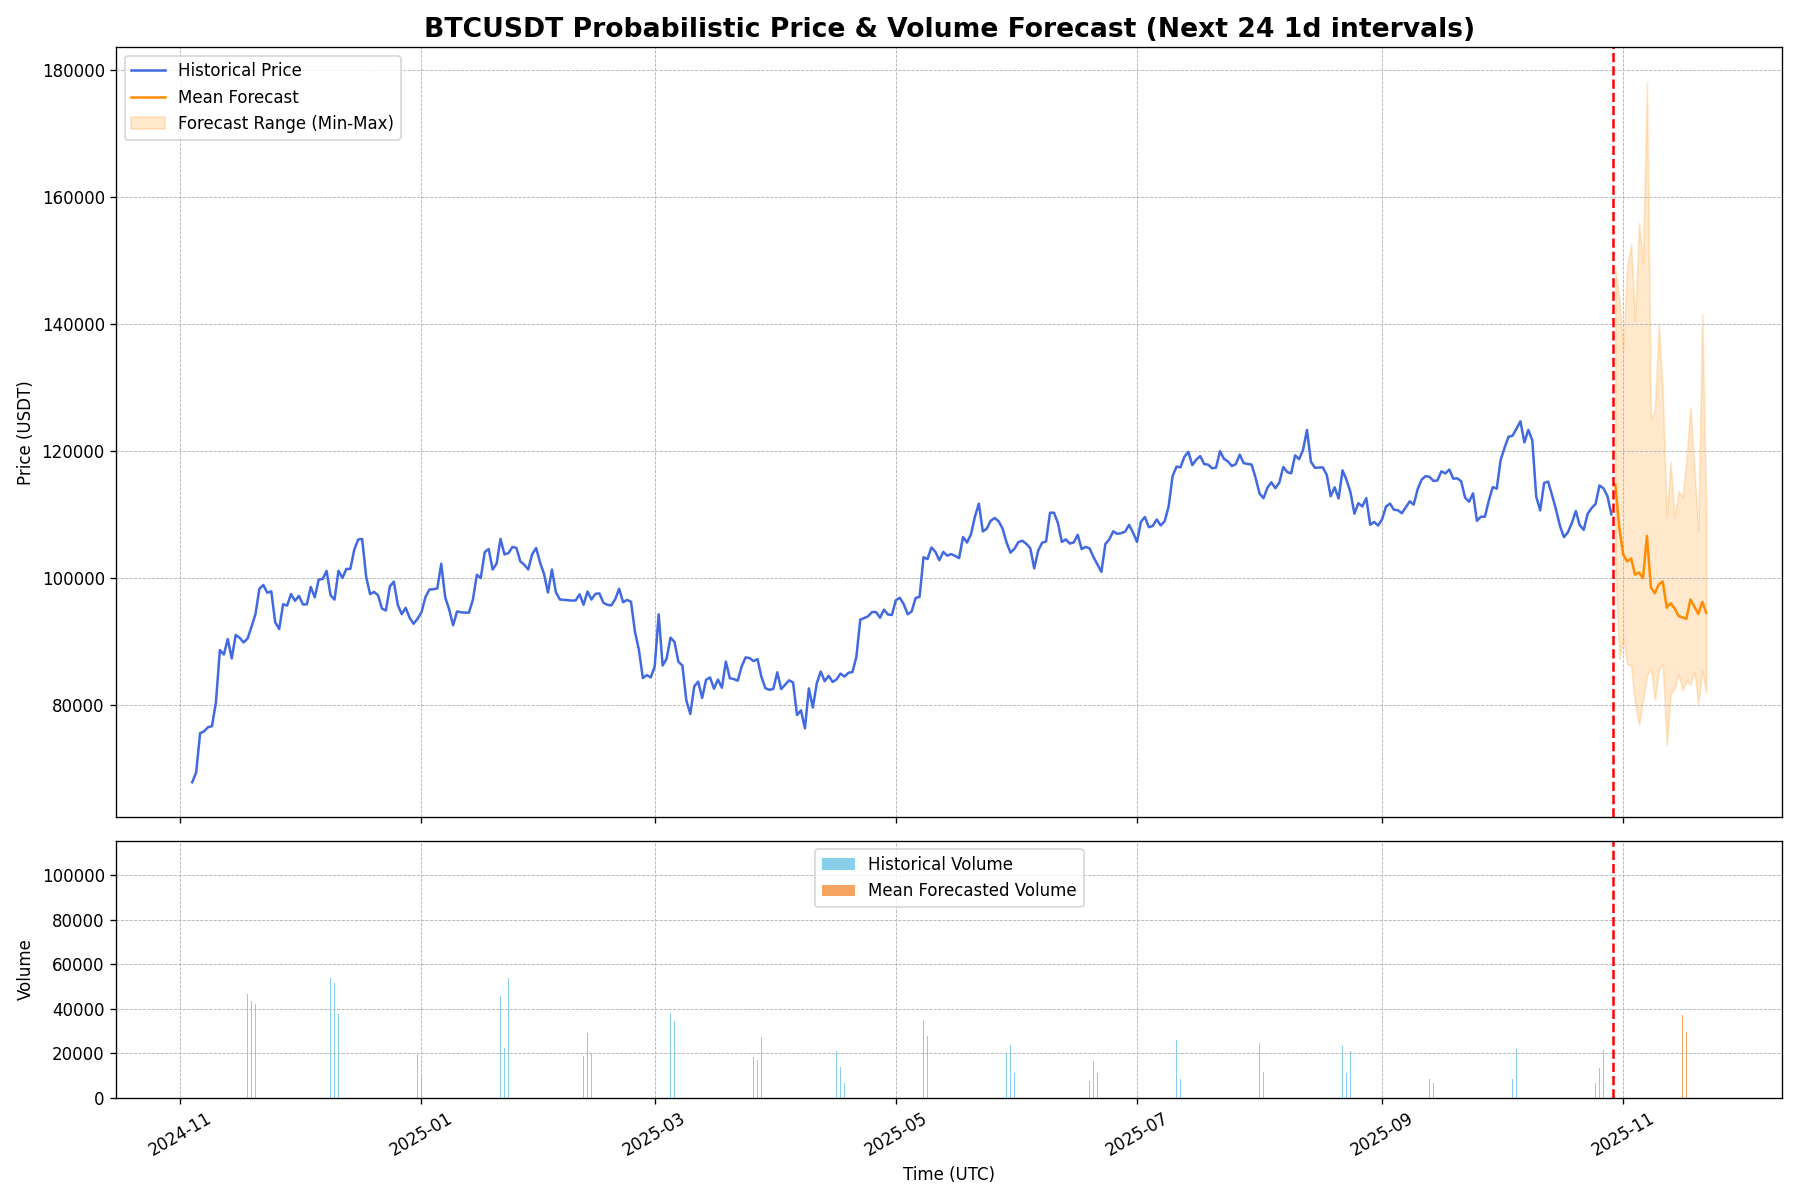 BTCUSDT Probabilistic Price & Volume Forecast (Next 24 1d intervals)
Historical Price
Mean Forecast
Forecast Range (Min-Max)
180000
160000
140000
120000
100000
80000
Price (USDT)
Historical Volume
Mean Forecasted Volume
100000
80000
60000
40000
20000
0
Volume
2024-11
2025-01
2025-03
2025-05
2025-07
2025-09
2025-11
Time (UTC)